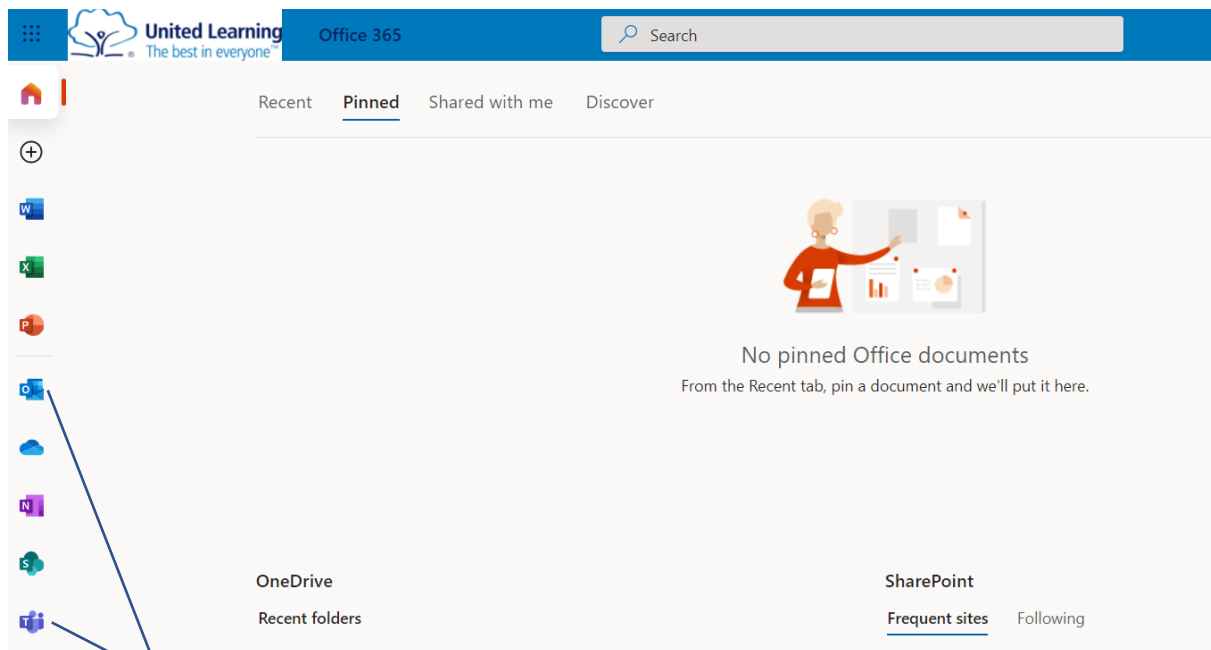 United Learning
The best in everyone™
Office 365
Search
Recent Pinned Shared with me Discover
W
X
P
No pinned Office documents
From the Recent tab, pin a document and we'll put it here.
O
N
S
OneDrive
SharePoint
T
Recent folders
Frequent sites Following